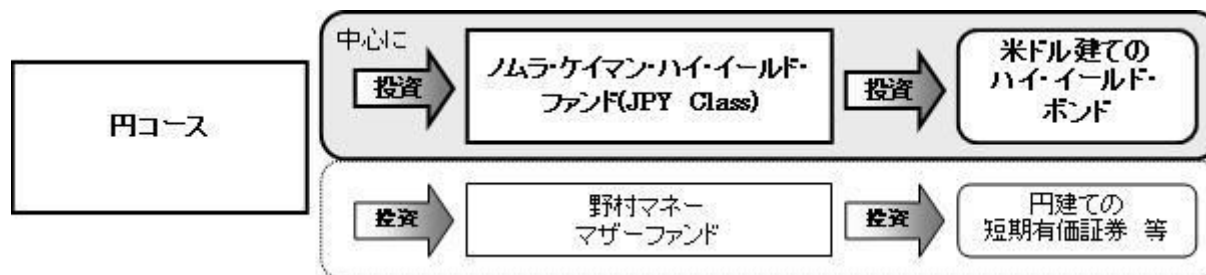 円コース
中心に
投資
ノムラ・ケイマン・ハイ・イールド・
ファンド(JPY Class)
投資
米ドル建ての
ハイ・イールド・
ボンド
投資
野村マネー
マザーファンド
投資
円建ての
短期有価証券 等